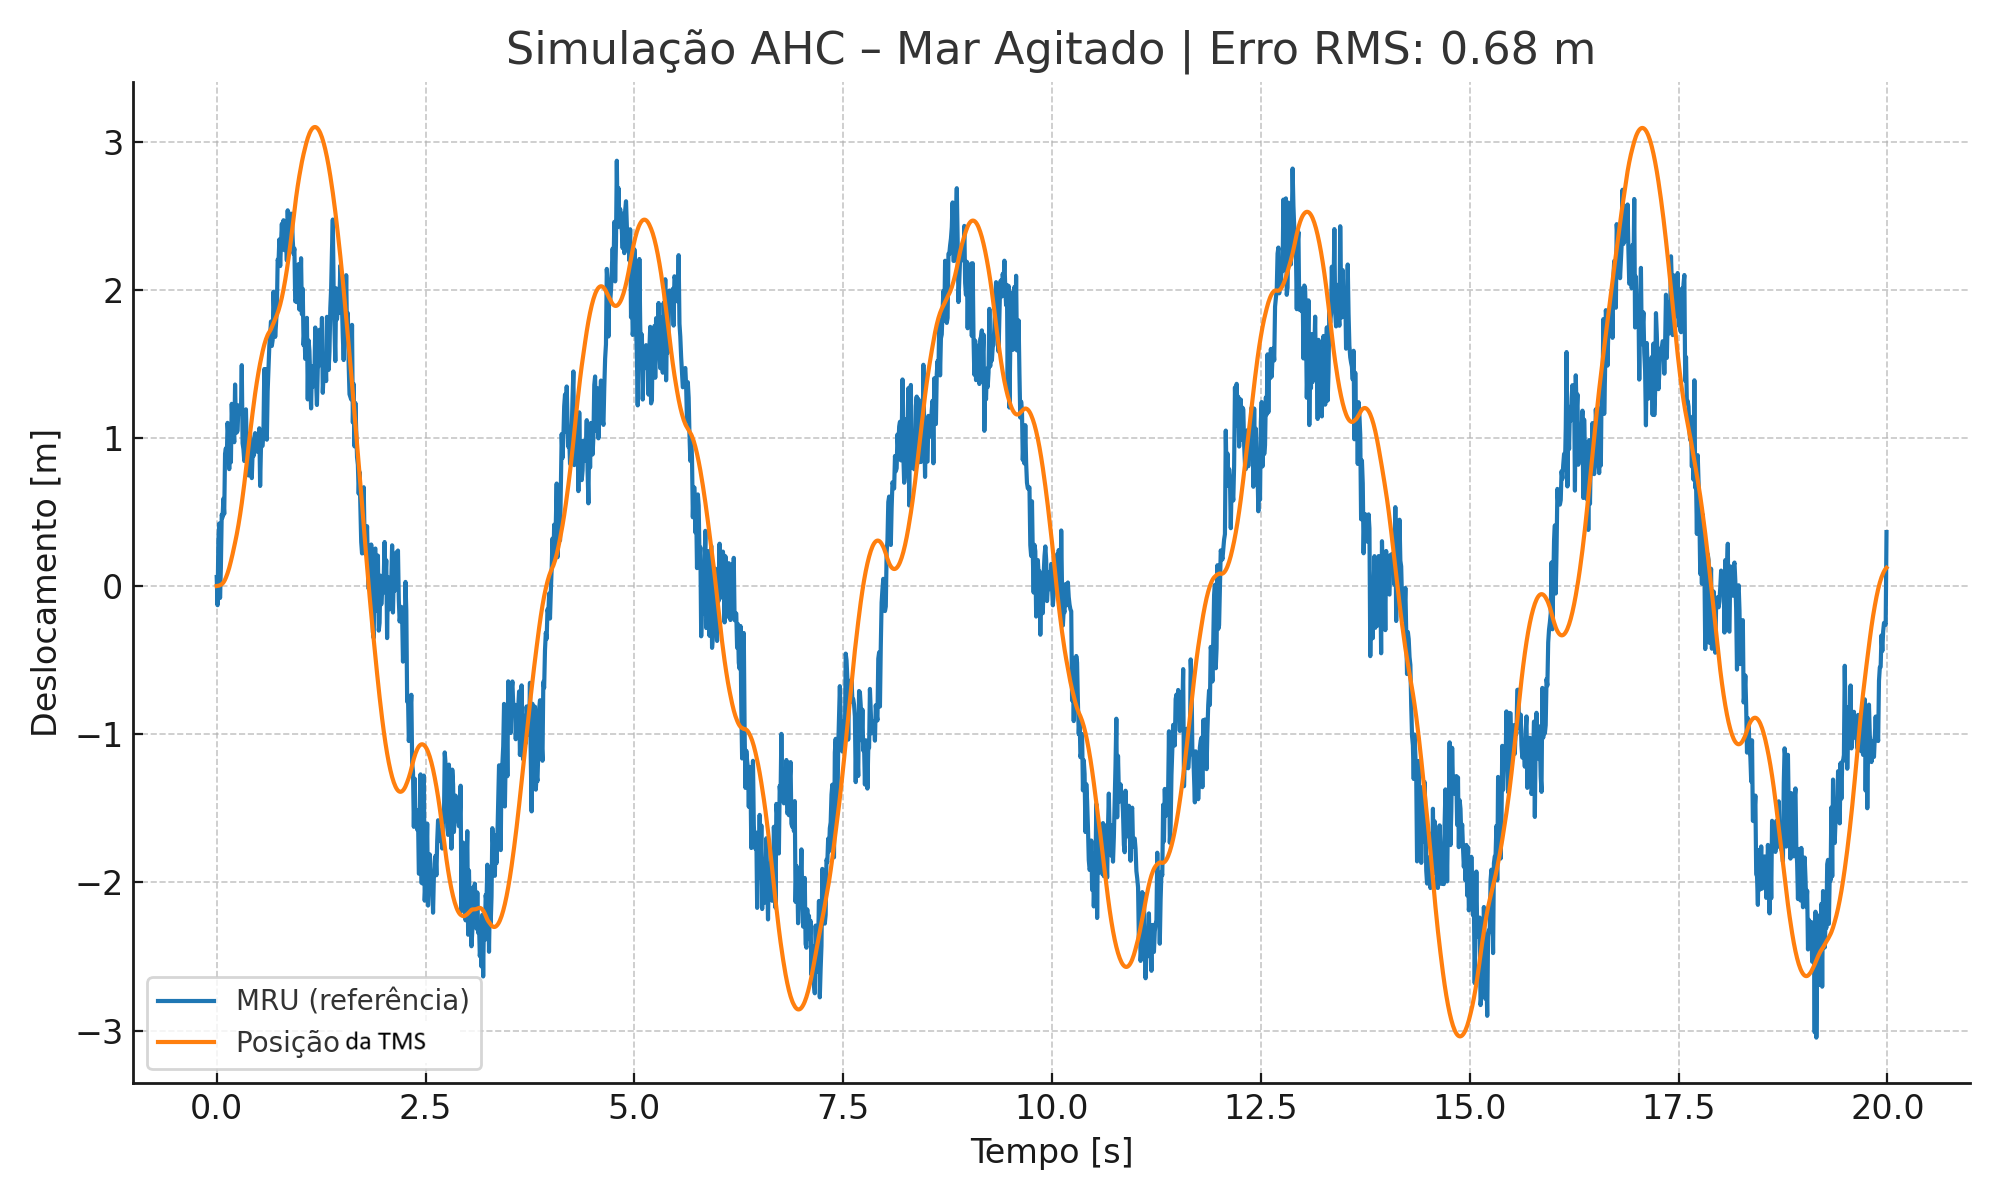 Simulação AHC – Mar Agitado | Erro RMS: 0.68 m
Deslocamento [m]
3
2
1
0
−1
−2
−3
MRU (referência)
Posição da TMS
0.0 2.5 5.0 7.5 10.0 12.5 15.0 17.5 20.0
Tempo [s]